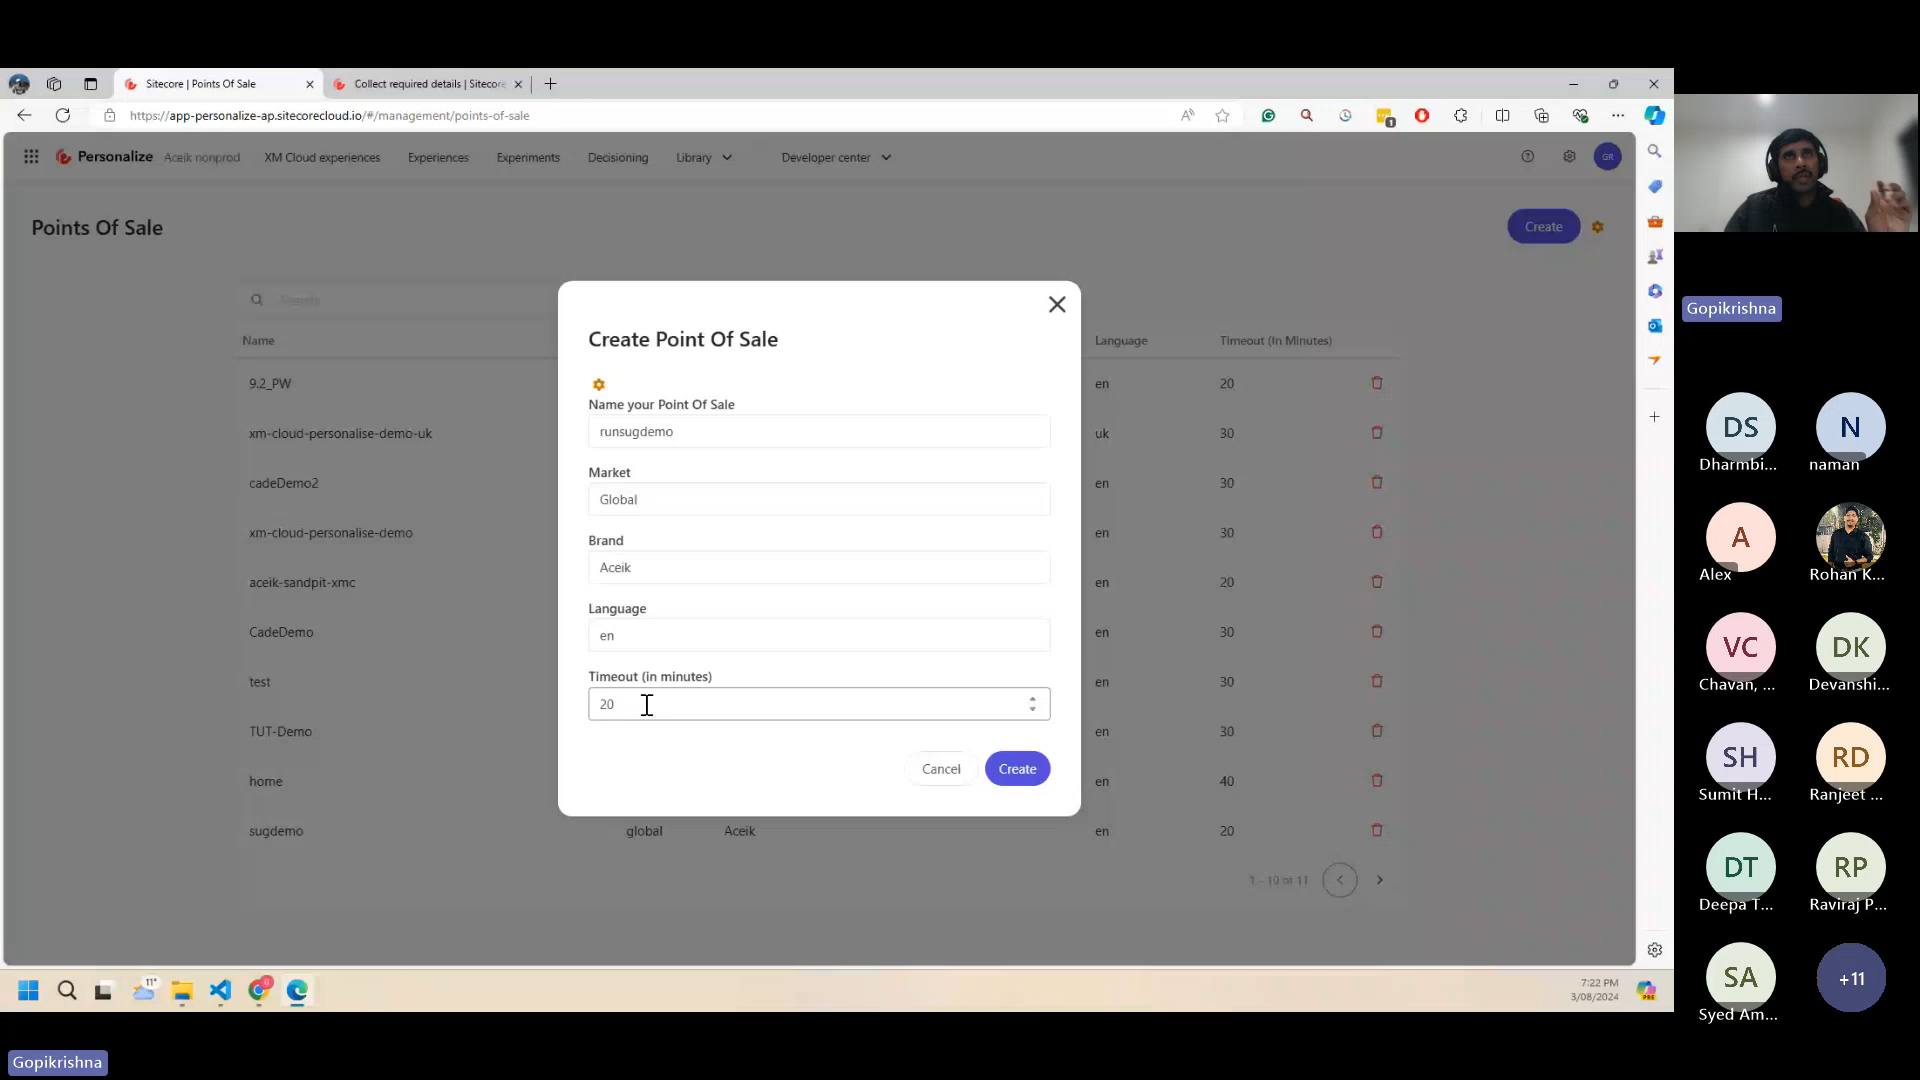 Sitecore | Points Of Sale
Collect required details | Sitecore
https://app-personalize-ap.sitecorecloud.io/#/management/points-of-sale
1
Personalize
Aceik nonprod
XM Cloud experiences
Experiences
Experiments
Decisioning
Library
Developer center
GR
Points Of Sale
Create
Search
Name
Language
Timeout (In Minutes)
9.2_PW
en
20
xm-cloud-personalise-demo-uk
uk
30
cadeDemo2
en
30
xm-cloud-personalise-demo
en
30
aceik-sandpit-xmc
en
20
CadeDemo
en
30
test
en
30
TUT-Demo
en
30
home
en
40
sugdemo
global
Aceik
en
20
1 - 10 of 11
Create Point Of Sale
Name your Point Of Sale
runsugdemo
Market
Global
Brand
Aceik
Language
en
Timeout (in minutes)
20
Cancel
Create
11°
7:22 PM
3/08/2024
PRE
Gopikrishna
DS
Dharmbi...
N
naman
A
Alex
Rohan K...
VC
Chavan, ...
DK
Devanshi...
SH
Sumit H...
RD
Ranjeet ...
DT
Deepa T...
RP
Raviraj P...
SA
Syed Am...
+11
Gopikrishna